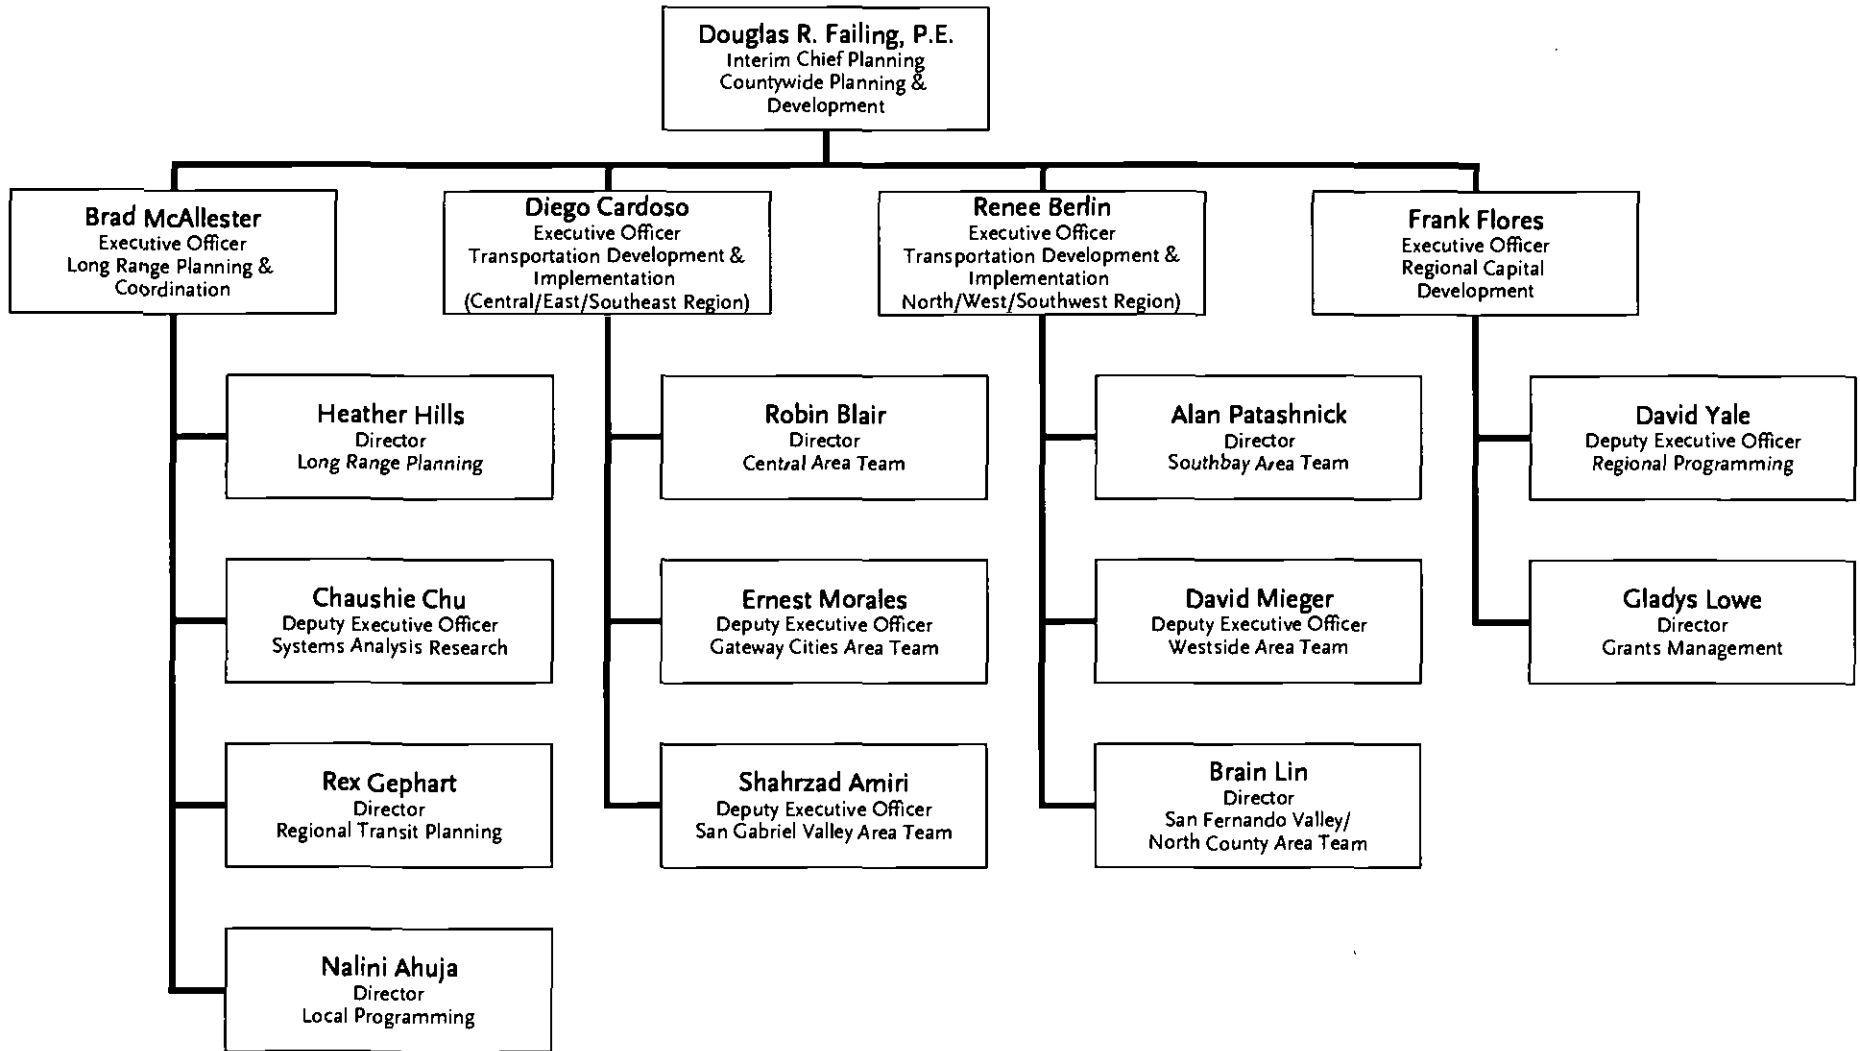 Douglas R. Failing, P.E.
Interim Chief Planning
Countywide Planning &
Development
Brad McAllester
Executive Officer
Long Range Planning &
Coordination
Diego Cardoso
Executive Officer
Transportation Development &
Implementation
(Central/East/Southeast Region)
Renee Berlin
Executive Officer
Transportation Development &
Implementation
North/West/Southwest Region)
Frank Flores
Executive Officer
Regional Capital
Development
Heather Hills
Director
Long Range Planning
Robin Blair
Director
Central Area Team
Alan Patashnick
Director
Southbay Area Team
David Yale
Deputy Executive Officer
Regional Programming
Chaushie Chu
Deputy Executive Officer
Systems Analysis Research
Ernest Morales
Deputy Executive Officer
Gateway Cities Area Team
David Mieger
Deputy Executive Officer
Westside Area Team
Gladys Lowe
Director
Grants Management
Rex Gephart
Director
Regional Transit Planning
Shahrzad Amiri
Deputy Executive Officer
San Gabriel Valley Area Team
Brain Lin
Director
San Fernando Valley/
North County Area Team
Nalini Ahuja
Director
Local Programming